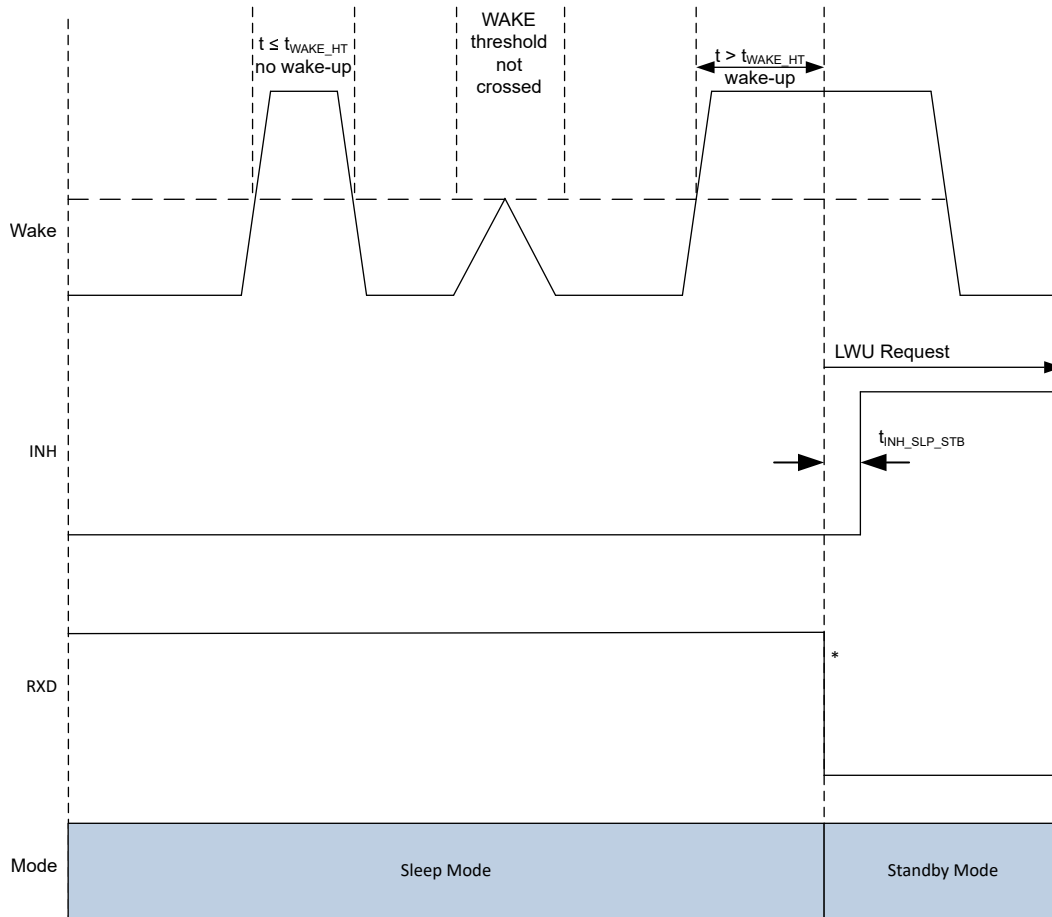 t ≤ tWAKE_HT
no wake-up
WAKE
threshold
not
crossed
t > tWAKE_HT
wake-up
Wake
LWU Request
INH
tINH_SLP_STB
*
RXD
Mode
Sleep Mode
Standby Mode